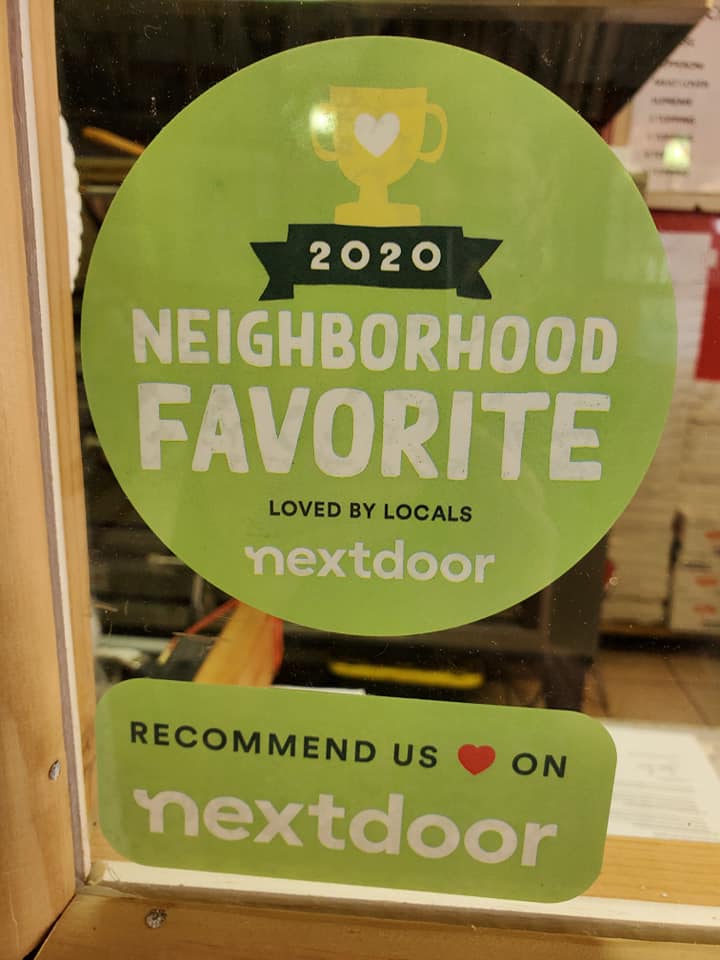 2020
NEIGHBORHOOD
FAVORITE
LOVED BY LOCALS
nextdoor
RECOMMEND US ON
nextdoor